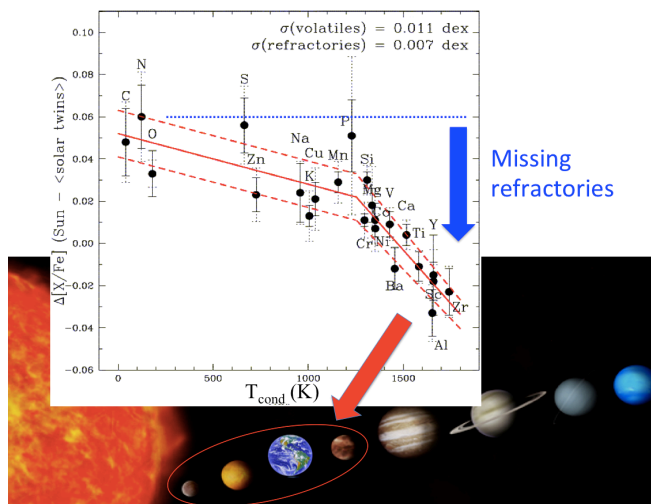 σ(volatiles) = 0.011 dex
σ(refractories) = 0.007 dex
0.10
0.08
0.06
0.04
0.02
0.00
−0.02
−0.04
−0.06
Δ[X/Fe] (Sun − <solar twins>)
C
N
O
S
Zn
Na
K
Cu
Mn
P
Si
Mg
Co
V
Cr
Ni
Ca
Ba
Ti
Y
Sc
Al
Zr
0
500
1000
1500
T_cond.(K)
Missing
refractories